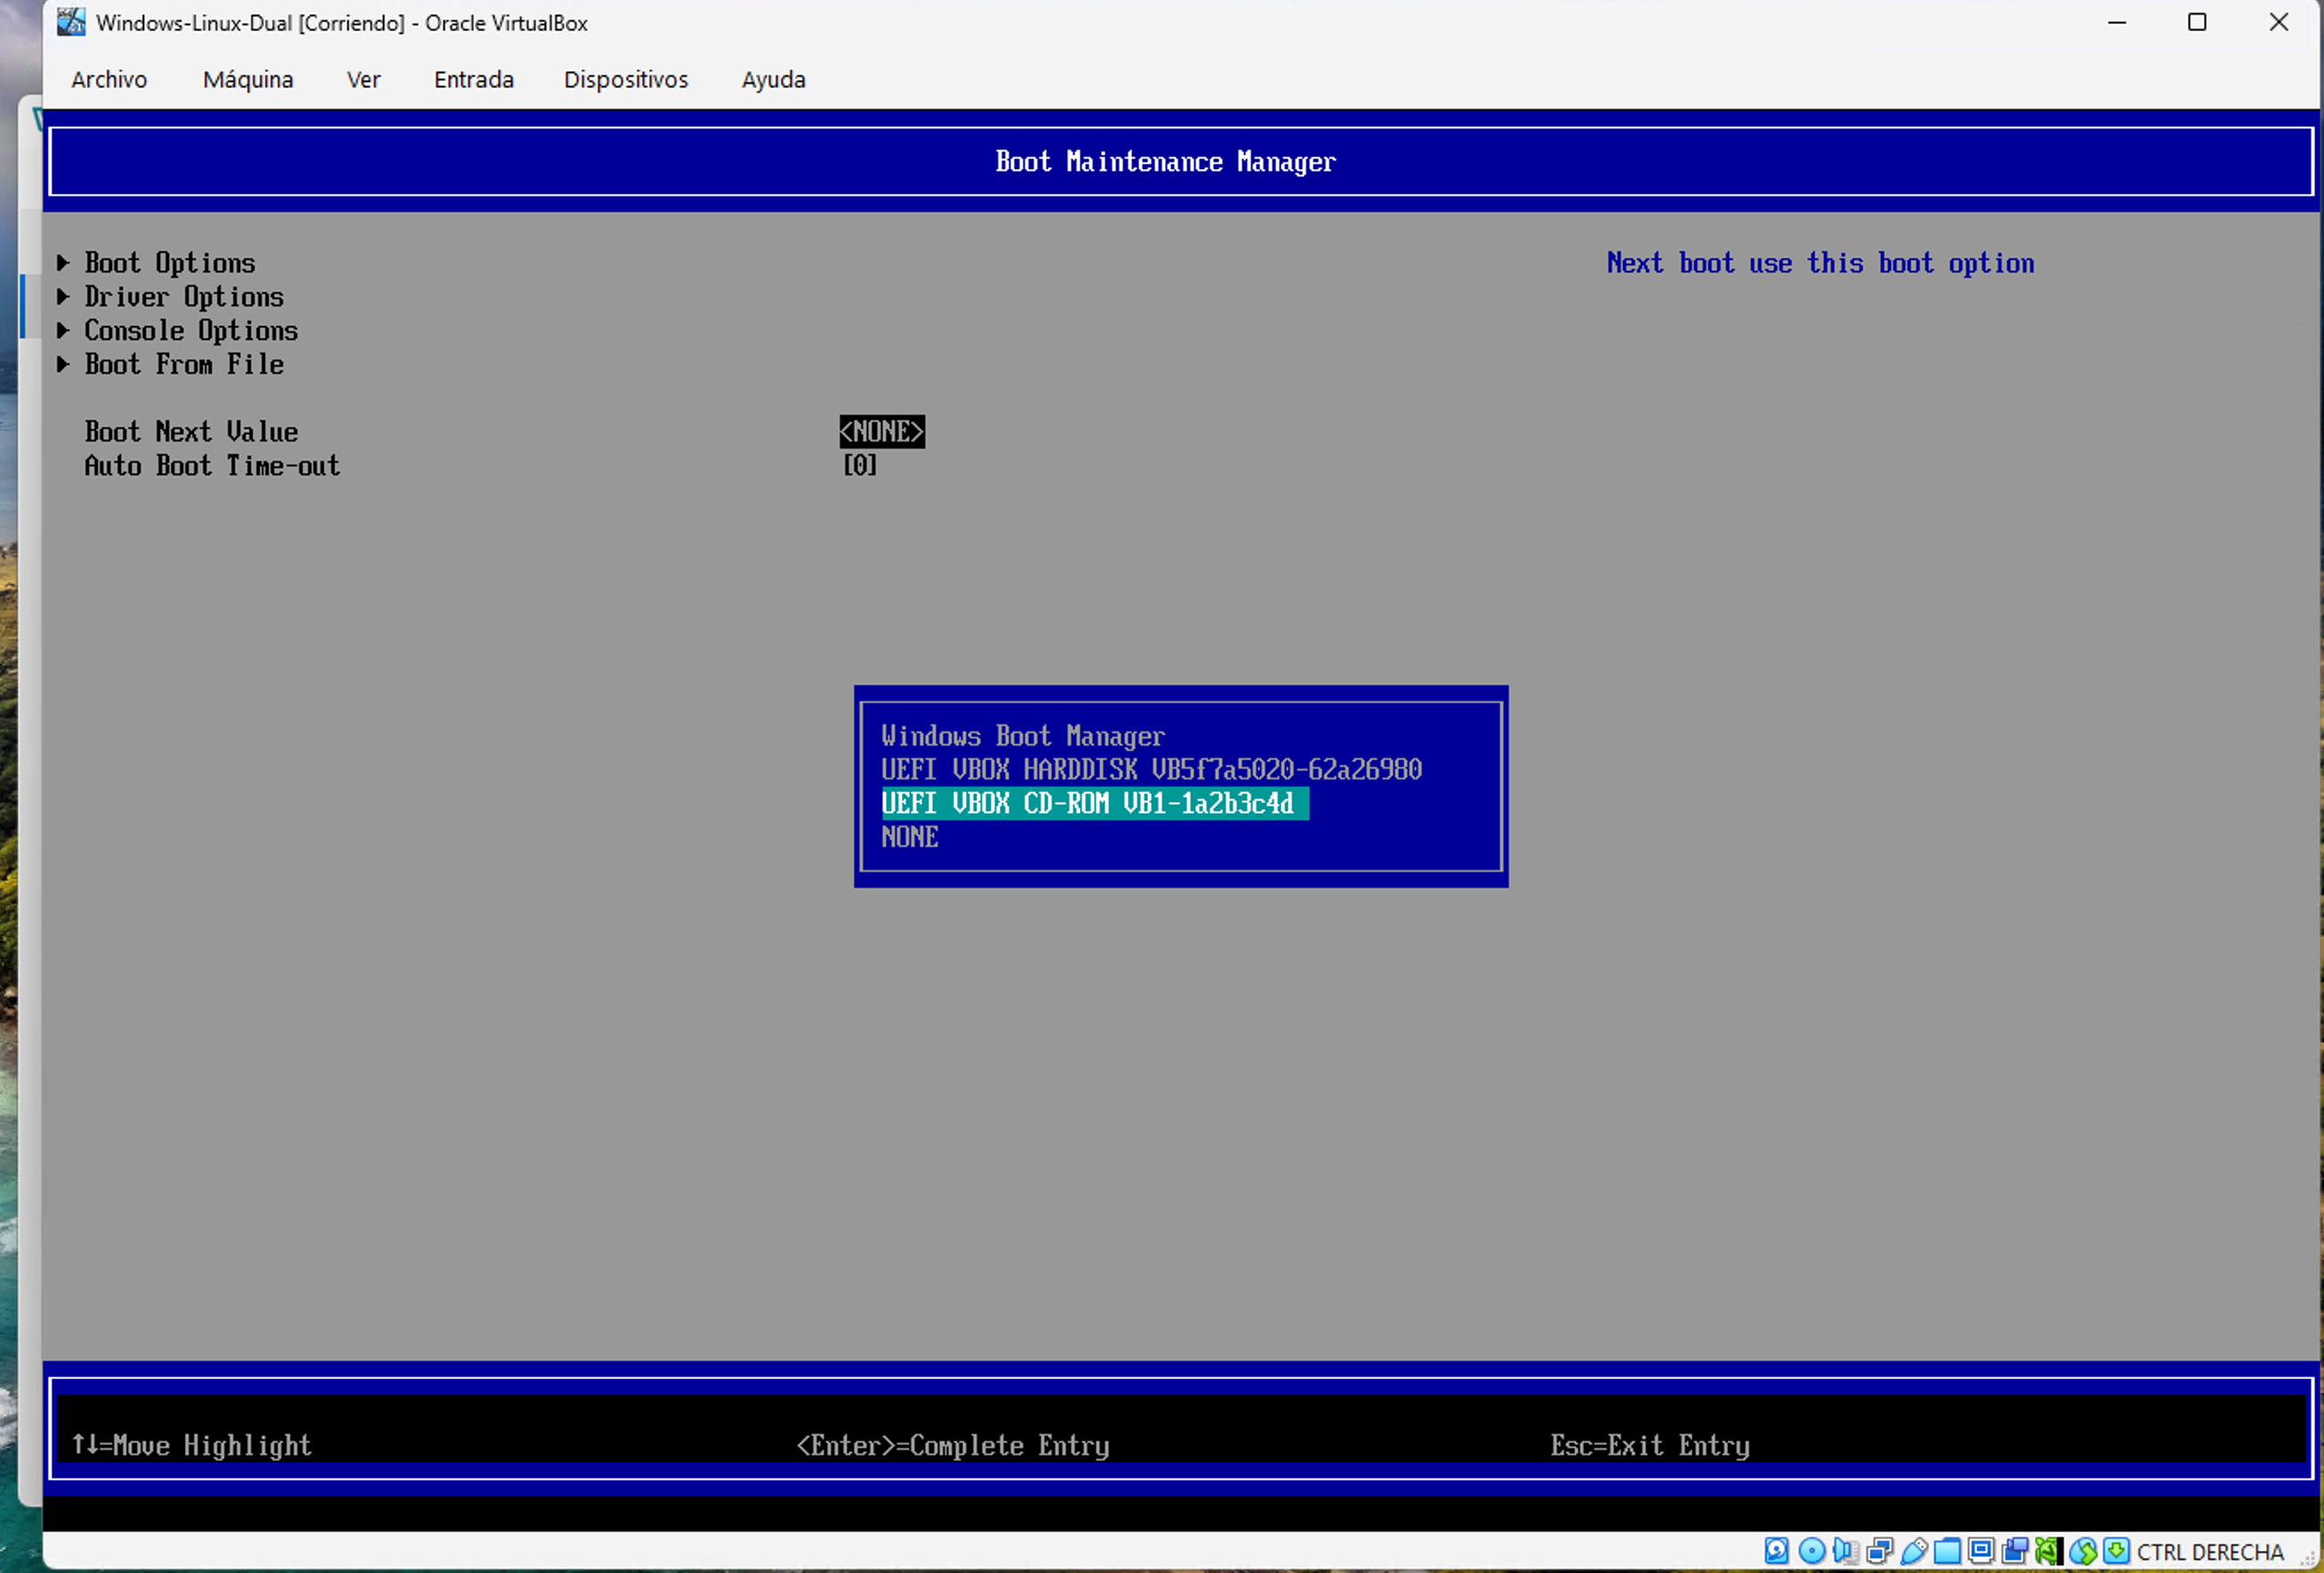 Windows-Linux-Dual [Corriendo] - Oracle VirtualBox
Archivo Máquina Ver Entrada Dispositivos Ayuda
Boot Maintenance Manager
Boot Options
Next boot use this boot option
Driver Options
Console Options
Boot From File
Boot Next Value <NONE>
Auto Boot Time-out [0]
Windows Boot Manager
UEFI VBOX HARDDISK VB5f7a5020-62a26980
UEFI VBOX CD-ROM VB1-1a2b3c4d
NONE
↑↓=Move Highlight <Enter>=Complete Entry Esc=Exit Entry
CTRL DERECHA